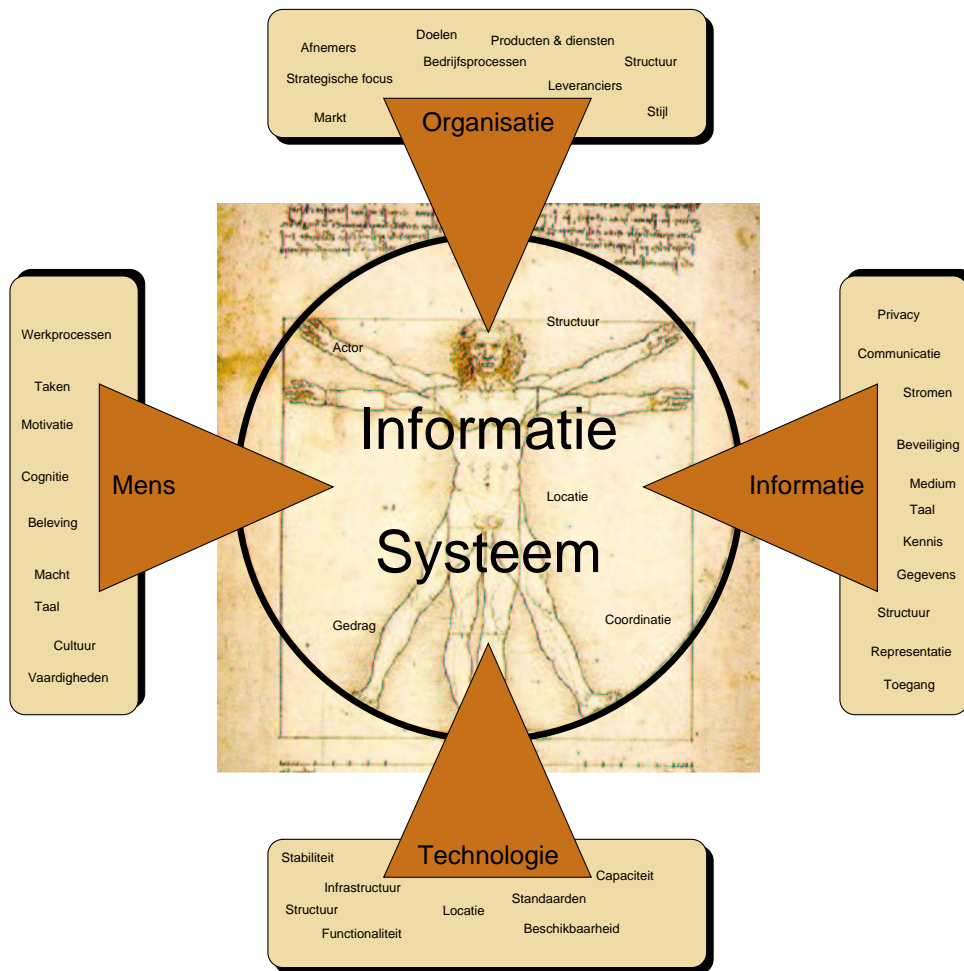 Doelen
Producten & diensten
Afnemers
Bedrijfsprocessen
Structuur
Strategische focus
Leveranciers
Markt
Stijl
Organisatie
Werkprocessen
Taken
Motivatie
Cognitie
Beleving
Macht
Taal
Cultuur
Vaardigheden
Mens
Structuur
Actor
Informatie
Locatie
Systeem
Gedrag
Coordinatie
Informatie
Privacy
Communicatie
Stromen
Beveiliging
Medium
Taal
Kennis
Gegevens
Structuur
Representatie
Toegang
Technologie
Stabiliteit
Capaciteit
Infrastructuur
Standaarden
Structuur
Locatie
Functionaliteit
Beschikbaarheid